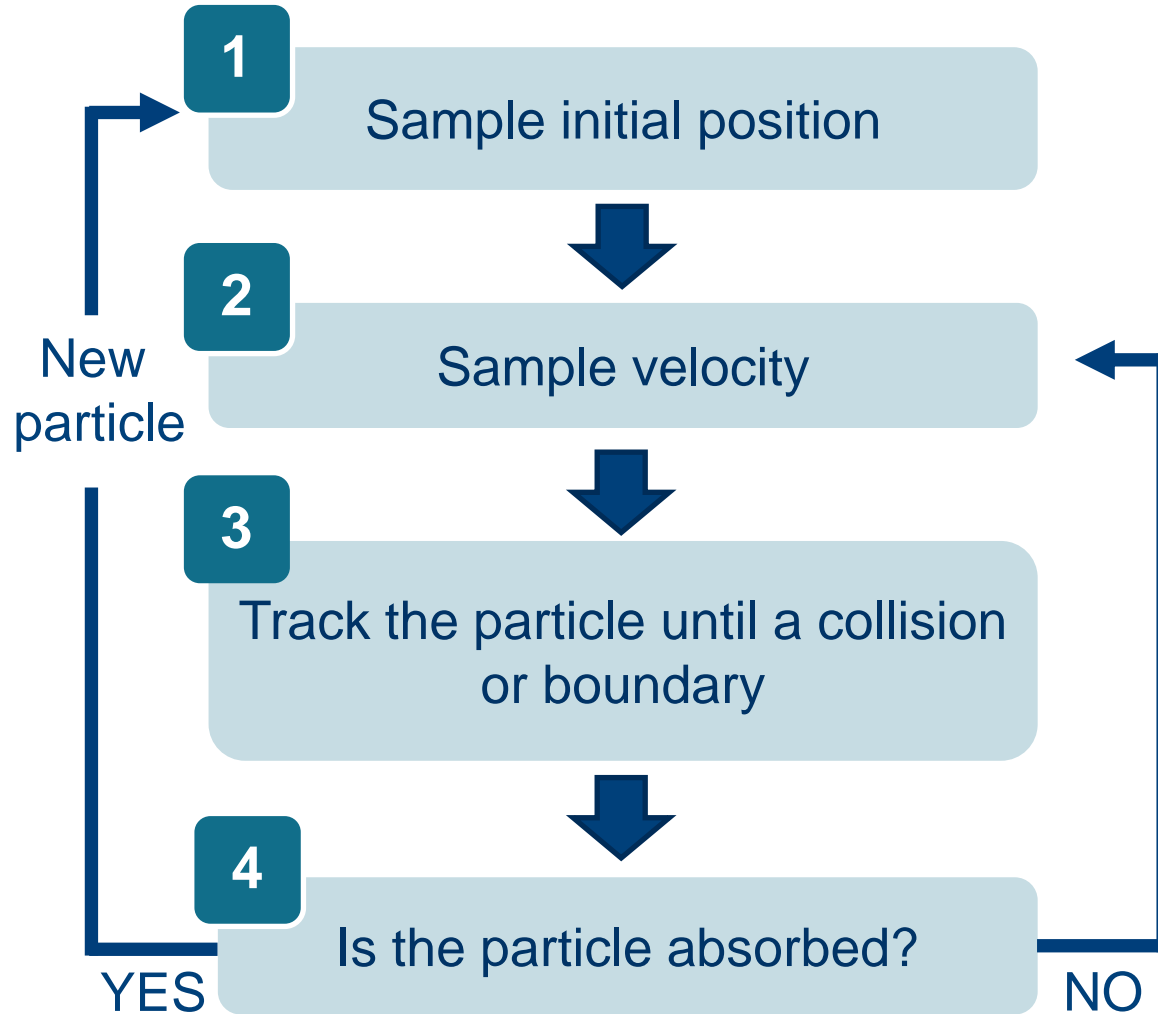 1
Sample initial position
2
Sample velocity
New
particle
3
Track the particle until a collision
or boundary
4
Is the particle absorbed?
YES
NO